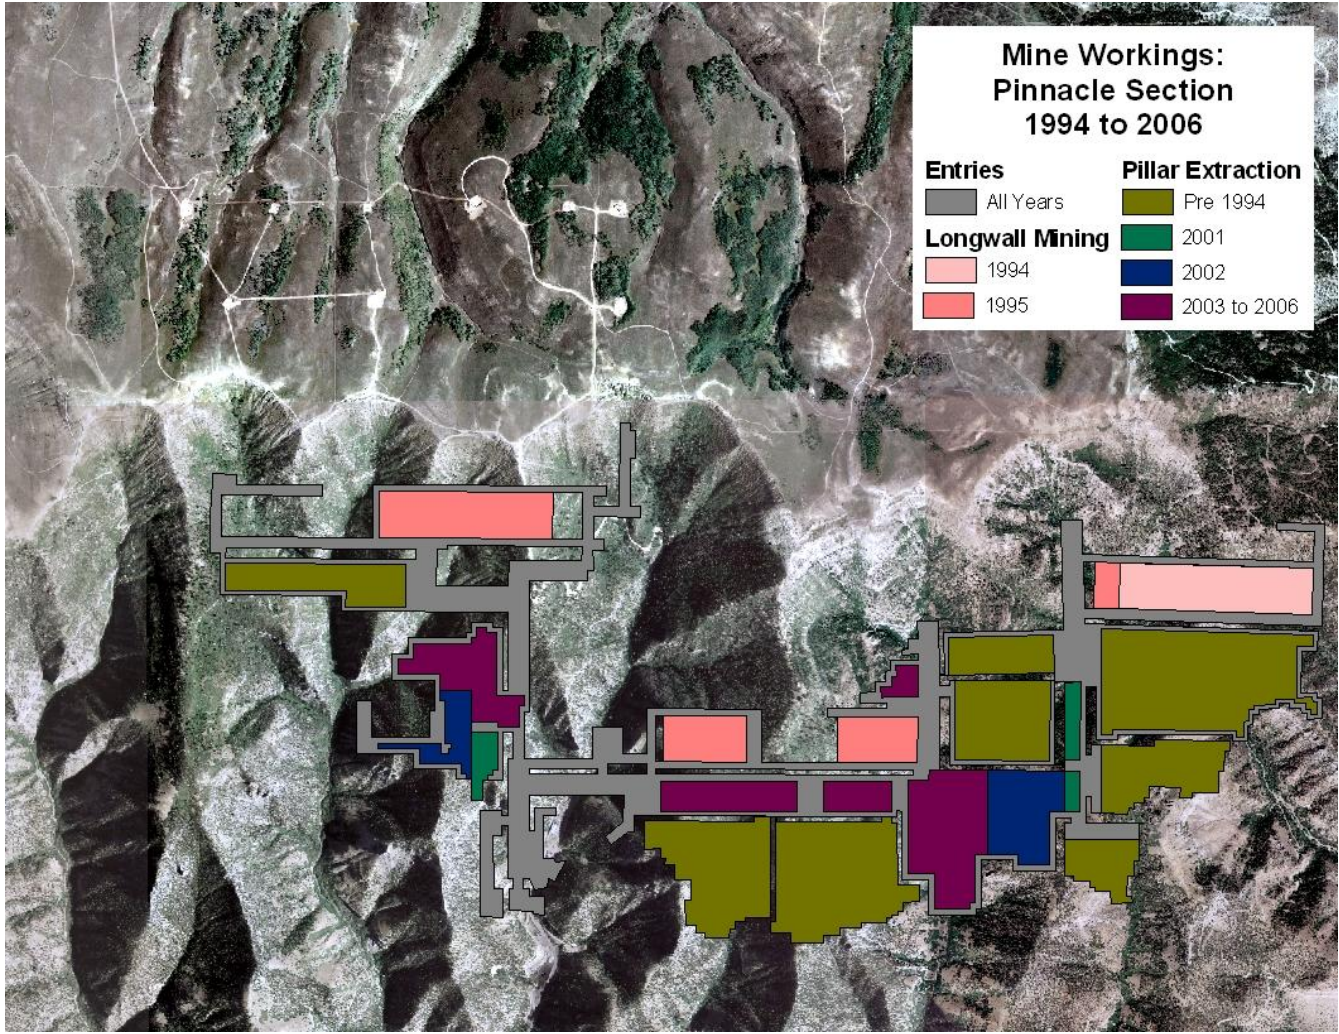 Mine Workings:
Pinnacle Section
1994 to 2006
Entries
All Years
Longwall Mining
1994
1995
Pillar Extraction
Pre 1994
2001
2002
2003 to 2006